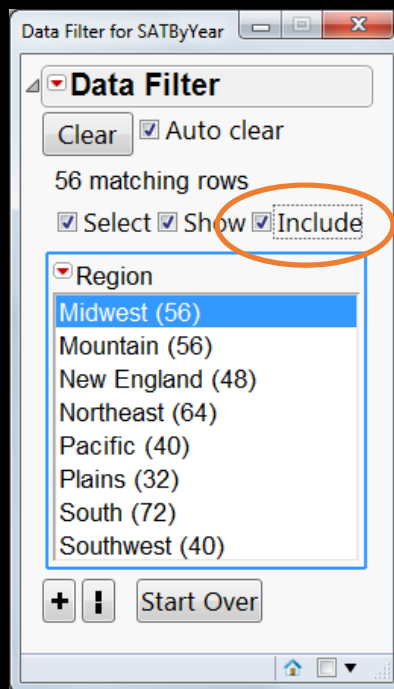 Data Filter for SATByYear
Data Filter
Clear Auto clear
56 matching rows
Select Show Include
Region
Midwest (56)
Mountain (56)
New England (48)
Northeast (64)
Pacific (40)
Plains (32)
South (72)
Southwest (40)
Start Over